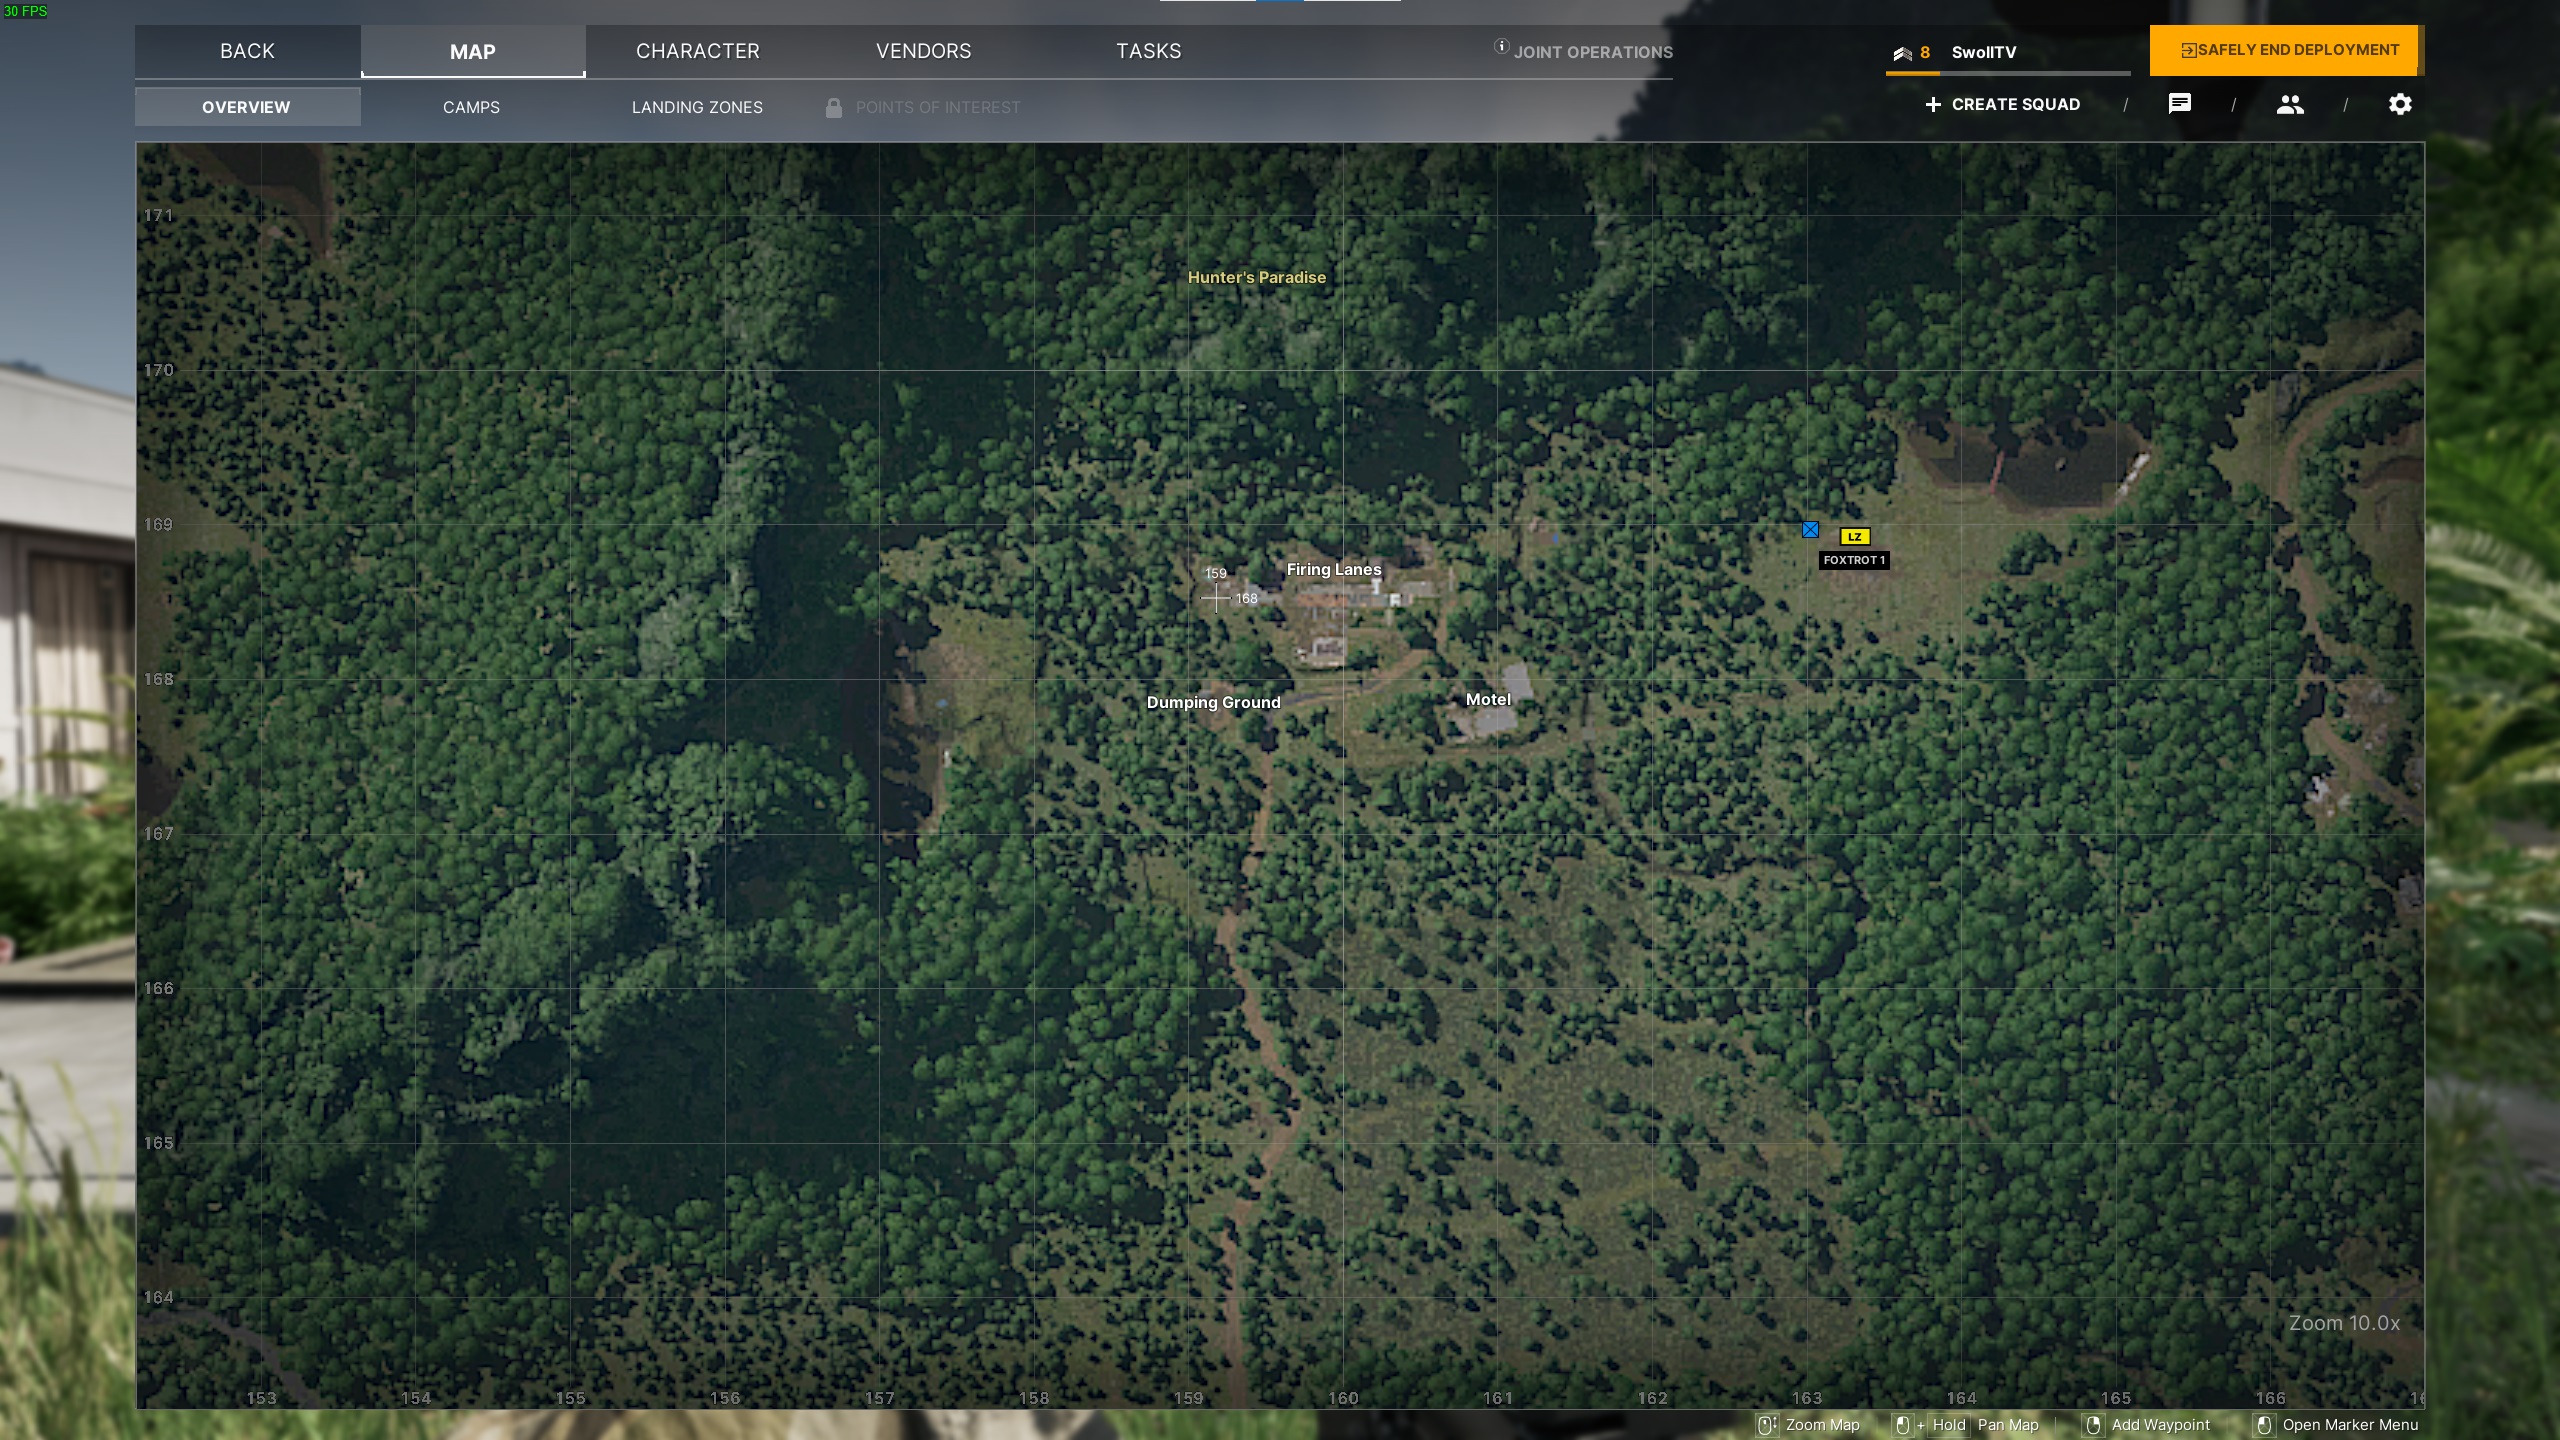 30 FPS
BACK
MAP
CHARACTER
VENDORS
TASKS
JOINT OPERATIONS
8 SwollTV
SAFELY END DEPLOYMENT
OVERVIEW
CAMPS
LANDING ZONES
POINTS OF INTEREST
+ CREATE SQUAD / / /
171
Hunter's Paradise
170
169
LZ
FOXTROT 1
Firing Lanes
159
168
168
Dumping Ground
Motel
167
166
165
164
Zoom 10.0x
153 154 155 156 157 158 159 160 161 162 163 164 165 166
Zoom Map
+ Hold Pan Map
Add Waypoint
Open Marker Menu